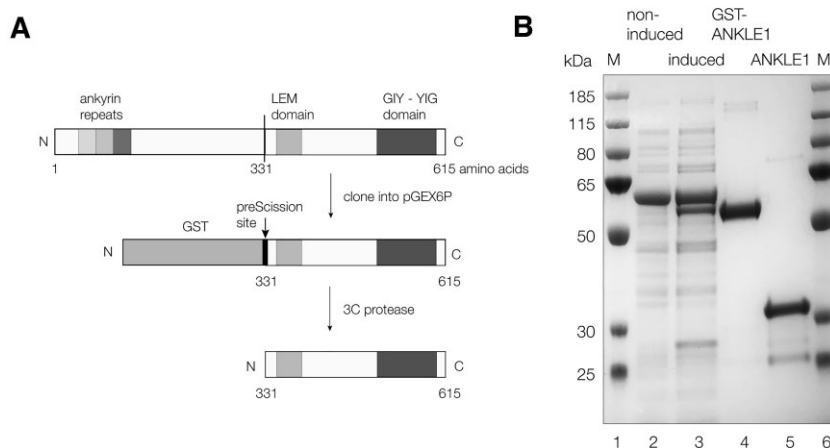 A
ankyrin
repeats
LEM
domain
GIY - YIG
domain
N
C
1
331
615 amino acids
clone into pGEX6P
preScission
site
GST
N
C
331
615
3C protease
N
C
331
615
B
non-
induced
GST-
ANKLE1
kDa
M
induced
ANKLE1
M
185
115
80
65
50
30
25
1 2 3 4 5 6